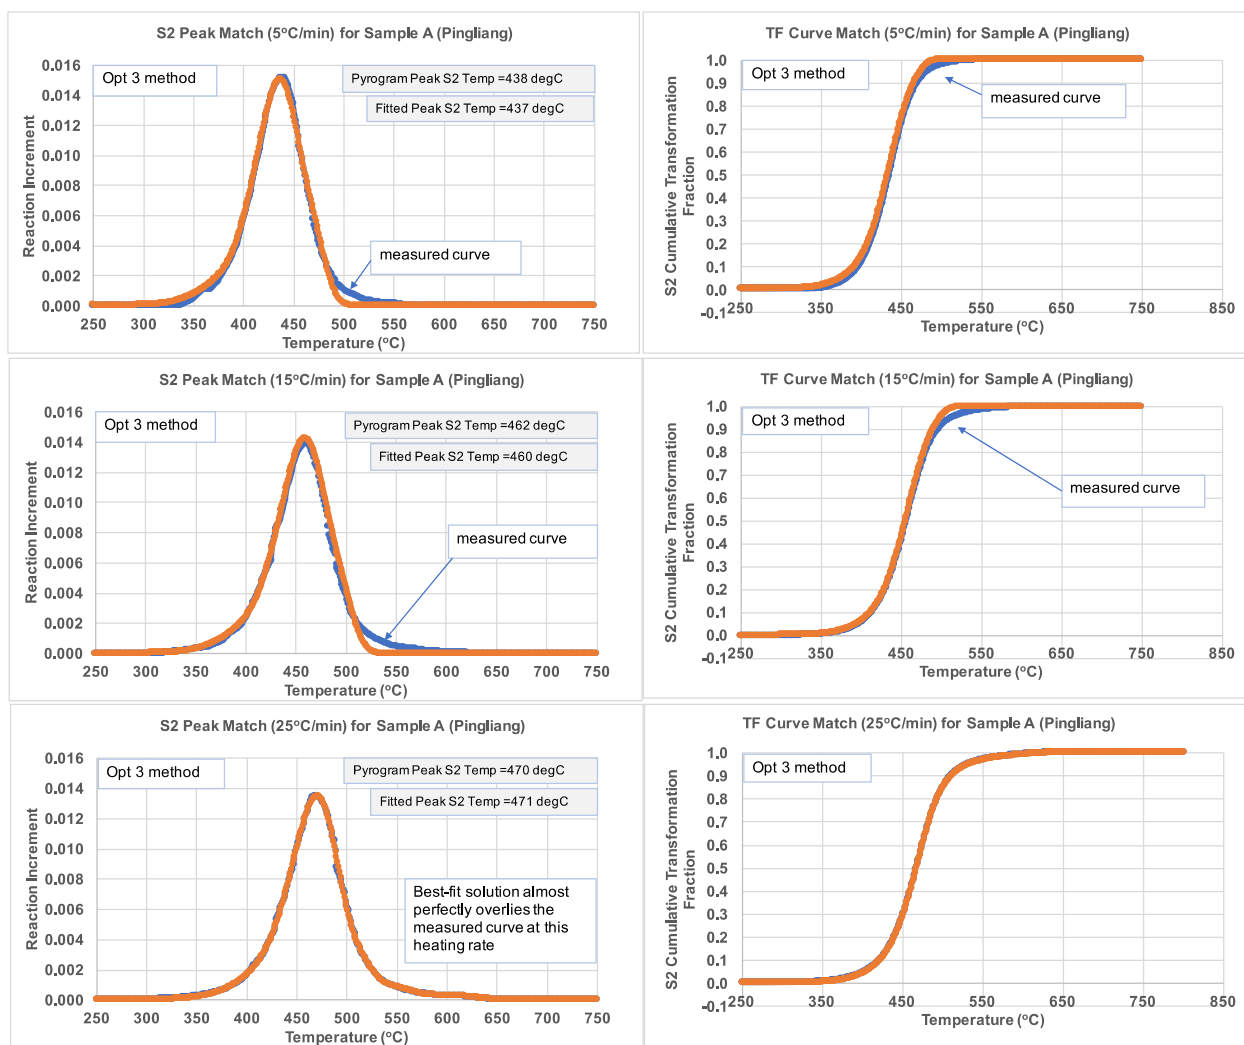 S2 Peak Match (5°C/min) for Sample A (Pingliang)
Opt 3 method
Pyrogram Peak S2 Temp =438 degC
Fitted Peak S2 Temp =437 degC
measured curve
Reaction Increment
0.016
0.014
0.012
0.010
0.008
0.006
0.004
0.002
0.000
250 300 350 400 450 500 550 600 650 700 750
Temperature (°C)
TF Curve Match (5°C/min) for Sample A (Pingliang)
Opt 3 method
measured curve
S2 Cumulative Transformation
Fraction
1.0
0.9
0.8
0.7
0.6
0.5
0.4
0.3
0.2
0.1
0.0
-0.1
250 350 450 550 650 750 850
Temperature (°C)
S2 Peak Match (15°C/min) for Sample A (Pingliang)
Opt 3 method
Pyrogram Peak S2 Temp =462 degC
Fitted Peak S2 Temp =460 degC
measured curve
Reaction Increment
0.016
0.014
0.012
0.010
0.008
0.006
0.004
0.002
0.000
250 300 350 400 450 500 550 600 650 700 750
Temperature (°C)
TF Curve Match (15°C/min) for Sample A (Pingliang)
Opt 3 method
measured curve
S2 Cumulative Transformation
Fraction
1.0
0.9
0.8
0.7
0.6
0.5
0.4
0.3
0.2
0.1
0.0
-0.1
250 350 450 550 650 750 850
Temperature (°C)
S2 Peak Match (25°C/min) for Sample A (Pingliang)
Opt 3 method
Pyrogram Peak S2 Temp =470 degC
Fitted Peak S2 Temp =471 degC
Best-fit solution almost
perfectly overlies the
measured curve at this
heating rate
Reaction Increment
0.016
0.014
0.012
0.010
0.008
0.006
0.004
0.002
0.000
250 300 350 400 450 500 550 600 650 700 750
Temperature (°C)
TF Curve Match (25°C/min) for Sample A (Pingliang)
Opt 3 method
S2 Cumulative Transformation
Fraction
1.0
0.9
0.8
0.7
0.6
0.5
0.4
0.3
0.2
0.1
0.0
-0.1
250 350 450 550 650 750 850
Temperature (°C)